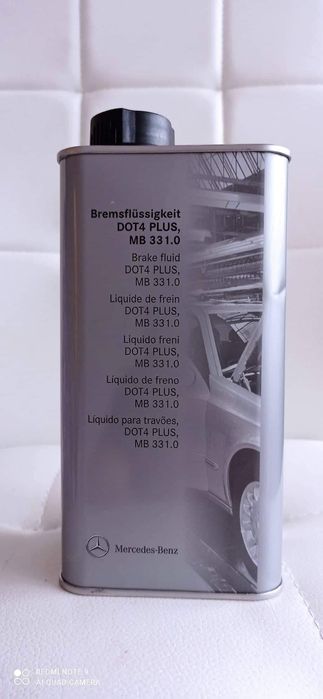 Bremsflüssigkeit
DOT4 PLUS,
MB 331.0
Brake fluid
DOT4 PLUS,
MB 331.0
Liquide de frein
DOT4 PLUS,
MB 331.0
Liquido freni
DOT4 PLUS,
MB 331.0
Líquido de freno
DOT4 PLUS,
MB 331.0
Líquido para travões,
DOT4 PLUS,
MB 331.0
Mercedes-Benz
REDMI NOTE 9
AI QUAD CAMERA